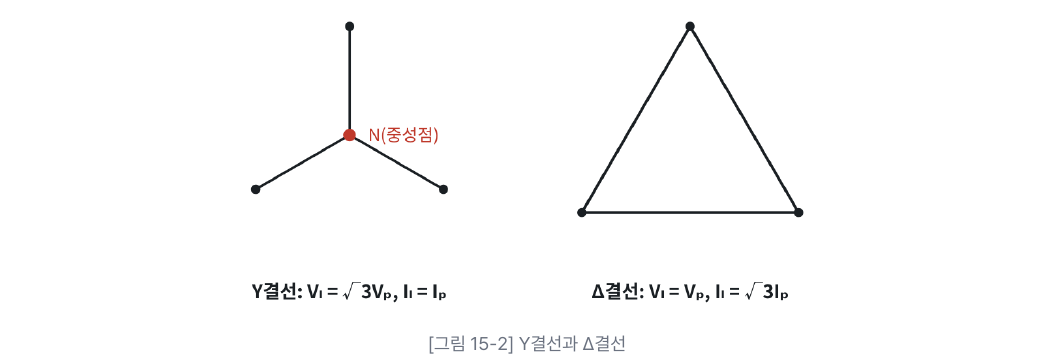 N(중성점)
Y결선: Vₗ = √3Vₚ, Iₗ = Iₚ
Δ결선: Vₗ = Vₚ, Iₗ = √3Iₚ
[그림 15-2] Y결선과 Δ결선